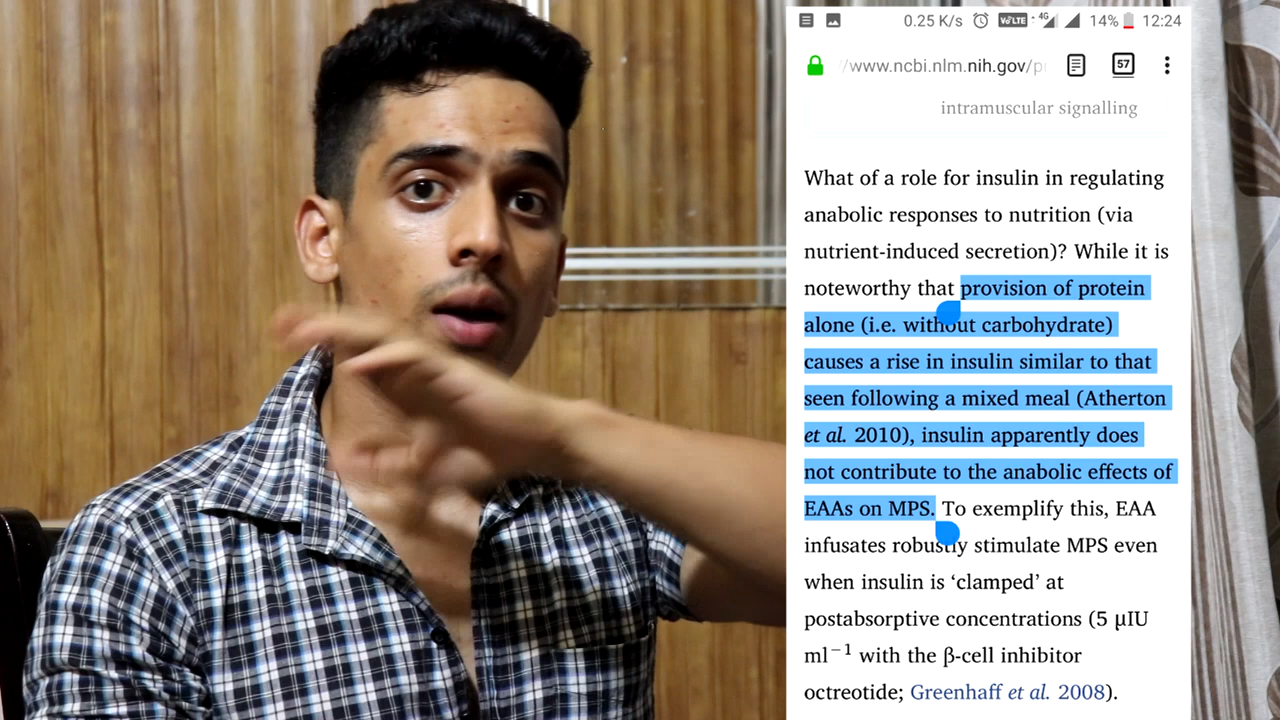 0.25 K/s VoLTE 4G 14% 12:24
/www.ncbi.nlm.nih.gov/p 57
intramuscular signalling
What of a role for insulin in regulating
anabolic responses to nutrition (via
nutrient-induced secretion)? While it is
noteworthy that provision of protein
alone (i.e. without carbohydrate)
causes a rise in insulin similar to that
seen following a mixed meal (Atherton
et al. 2010), insulin apparently does
not contribute to the anabolic effects of
EAAs on MPS. To exemplify this, EAA
infusates robustly stimulate MPS even
when insulin is ‘clamped’ at
postabsorptive concentrations (5 μIU
ml⁻¹ with the β-cell inhibitor
octreotide; Greenhaff et al. 2008).